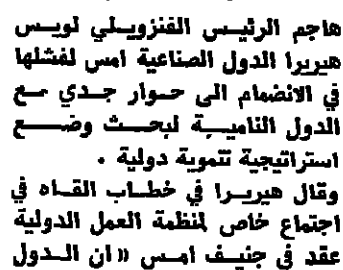 هاجم الرئيس الفنزويلي لويس
هيريرا الدول الصناعية امس لفشلها
في الانضمام الى حوار جدي مع
الدول النامية لبحث وضع
استراتيجية تنموية دولية .
وقال هيريرا في خطاب القاه في
اجتماع خاص لمنظمة العمل الدولية
عقد في جنيف امس «ان الدول